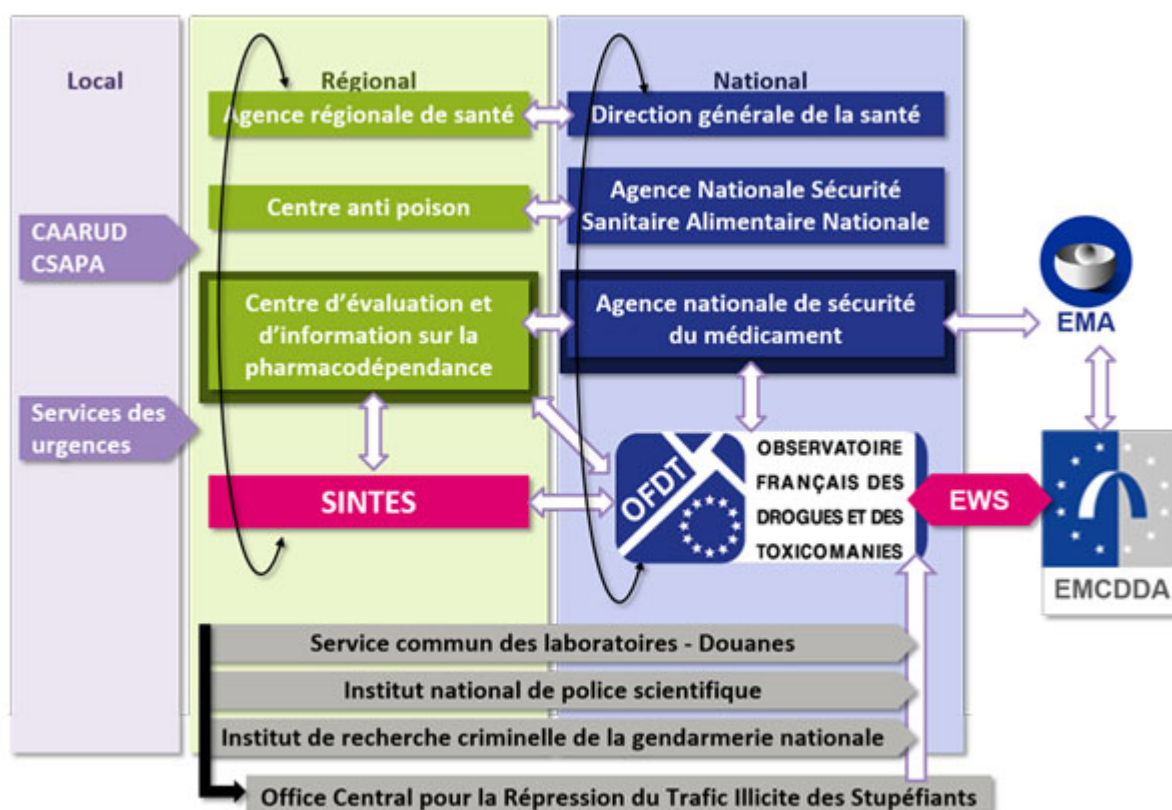 Local
Régional
National
Agence régionale de santé
Direction générale de la santé
Centre anti poison
Agence Nationale Sécurité
Sanitaire Alimentaire Nationale
CAARUD
CSAPA
Centre d'évaluation et
d'information sur la
pharmacodépendance
Agence nationale de sécurité
du médicament
EMA
Services des
urgences
SINTES
OFDT
OBSERVATOIRE
FRANÇAIS DES
DROGUES ET DES
TOXICOMANIES
EWS
EMCDDA
Service commun des laboratoires - Douanes
Institut national de police scientifique
Institut de recherche criminelle de la gendarmerie nationale
Office Central pour la Répression du Trafic Illicite des Stupéfiants